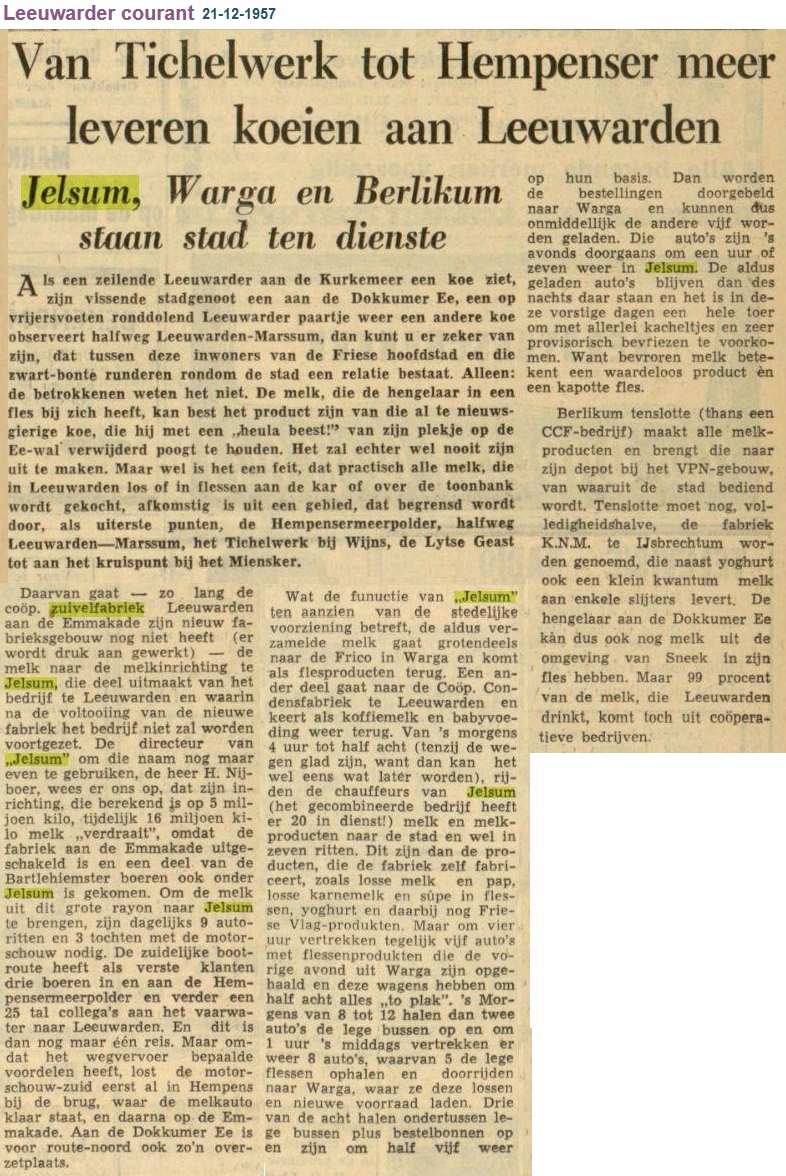 Leeuwarder courant 21-12-1957
Van Tichelwerk tot Hempenser meer
leveren koeien aan Leeuwarden
Jelsum, Warga en Berlikum
staan stad ten dienste
Als een zeilende Leeuwarder aan de Kurkemeer een koe ziet,
zijn vissende stadgenoot een aan de Dokkumer Ee, een op
vrijersvoeten ronddolend Leeuwarder paartje weer een andere koe
observeert halfweg Leeuwarden-Marssum, dan kunt u er zeker van
zijn, dat tussen deze inwoners van de Friese hoofdstad en die
zwart-bonte runderen rondom de stad een relatie bestaat. Alleen:
de betrokkenen weten het niet. De melk, die de hengelaar in een
fles bij zich heeft, kan best het product zijn van die al te nieuws-
gierige koe, die hij met een „heula beest!” van zijn plekje op de
Ee-wal verwijderd poogt te houden. Het zal echter wel nooit zijn
uit te maken. Maar wel is het een feit, dat practisch alle melk, die
in Leeuwarden los of in flessen aan de kar of over de toonbank
wordt gekocht, afkomstig is uit een gebied, dat begrensd wordt
door, als uiterste punten, de Hempensermeerpolder, halfweg
Leeuwarden—Marssum, het Tichelwerk bij Wijns, de Lytse Geast
tot aan het kruispunt bij het Miensker.
Daarvan gaat — zo lang de
coöp. zuivelfabriek Leeuwarden
aan de Emmakade zijn nieuw fa-
brieksgebouw nog niet heeft (er
wordt druk aan gewerkt) — de
melk naar de melkinrichting te
Jelsum, die deel uitmaakt van het
bedrijf te Leeuwarden en waarin
na de voltooiing van de nieuwe
fabriek het bedrijf niet zal worden
voortgezet. De directeur van
„Jelsum” om die naam nog maar
even te gebruiken, de heer H. Nij-
boer, wees er ons op, dat zijn in-
richting, die berekend is op 5 mil-
joen kilo, tijdelijk 16 miljoen ki-
lo melk „verdraait”, omdat de
fabriek aan de Emmakade uitge-
schakeld is en een deel van de
Bartlehiemster boeren ook onder
Jelsum is gekomen. Om de melk
uit dit grote rayon naar Jelsum
te brengen, zijn dagelijks 9 auto-
ritten en 3 tochten met de motor-
schouw nodig. De zuidelijke boot-
route heeft als verste klanten
drie boeren in en aan de Hem-
pensermeerpolder en verder een
25 tal collega's aan het vaarwa-
ter naar Leeuwarden. En dit is
dan nog maar één reis. Maar om-
dat het wegvervoer bepaalde
voordelen heeft, lost de motor-
schouw-zuid eerst al in Hempens
bij de brug, waar de melkauto
klaar staat, en daarna op de Em-
makade. Aan de Dokkumer Ee is
voor route-noord ook zo'n over-
zetplaats.
Wat de funuctie van „Jelsum”
ten aanzien van de stedelijke
voorziening betreft, de aldus ver-
zamelde melk gaat grotendeels
naar de Frico in Warga en komt
als flesproducten terug. Een an-
der deel gaat naar de Coöp. Con-
densfabriek te Leeuwarden en
keert als koffiemelk en babyvoe-
ding weer terug. Van 's morgens
4 uur tot half acht (tenzij de we-
gen glad zijn, want dan kan het
wel eens wat later worden), rij-
den de chauffeurs van Jelsum
(het gecombineerde bedrijf heeft
er 20 in dienst!) melk en melk-
producten naar de stad en wel in
zeven ritten. Dit zijn dan de pro-
ducten, die de fabriek zelf fabri-
ceert, zoals losse melk en pap,
losse karnemelk en sûpe in fles-
sen, yoghurt en daarbij nog Frie-
se Vlag-produkten. Maar om vier
uur vertrekken tegelijk vijf auto's
met flessenprodukten die de vo-
rige avond uit Warga zijn opge-
haald en deze wagens hebben om
half acht alles „to plak”. 's Mor-
gens van 8 tot 12 halen dan twee
auto's de lege bussen op en om
1 uur 's middags vertrekken er
weer 8 auto's, waarvan 5 de lege
flessen ophalen en doorrijden
naar Warga, waar ze deze lossen
en nieuwe voorraad laden. Drie
van de acht halen ondertussen le-
ge bussen plus bestelbonnen op
en zijn om half vijf weer
op hun basis. Dan worden
de bestellingen doorgebeld
naar Warga en kunnen dus
onmiddellijk de andere vijf wor-
den geladen. Die auto's zijn 's
avonds doorgaans om een uur of
zeven weer in Jelsum. De aldus
geladen auto's blijven dan des
nachts daar staan en het is in de-
ze vorstige dagen een hele toer
om met allerlei kacheltjes en zeer
provisorisch bevriezen te voorko-
men. Want bevroren melk bete-
kent een waardeloos product èn
een kapotte fles.
Berlikum tenslotte (thans een
CCF-bedrijf) maakt alle melk-
producten en brengt die naar
zijn depot bij het VPN-gebouw,
van waaruit de stad bediend
wordt. Tenslotte moet nog, vol-
ledigheidshalve, de fabriek
K.N.M. te IJsbrechtum wor-
den genoemd, die naast yoghurt
ook een klein kwantum melk
aan enkele slijters levert. De
hengelaar aan de Dokkumer Ee
kàn dus ook nog melk uit de
omgeving van Sneek in zijn
fles hebben. Maar 99 procent
van de melk, die Leeuwarden
drinkt, komt toch uit coöpera-
tieve bedrijven.